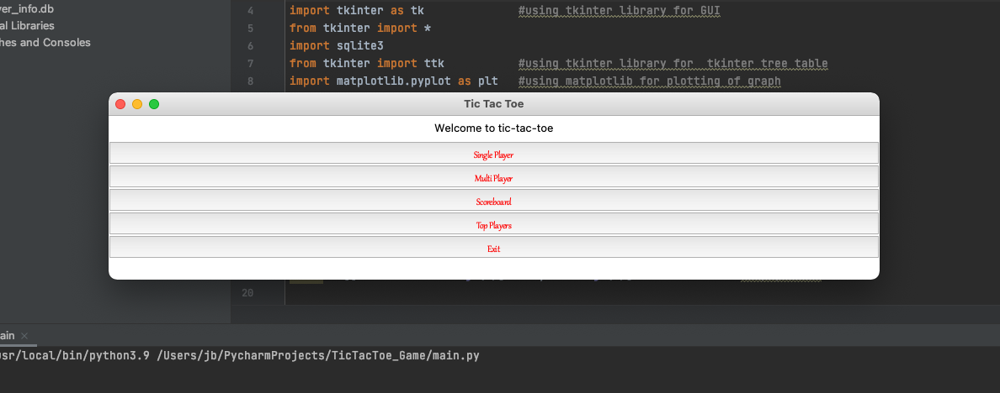 ver_info.db
al Libraries
hes and Consoles
4 import tkinter as tk #using tkinter library for GUI
5 from tkinter import *
6 import sqlite3
7 from tkinter import ttk #using tkinter library for  tkinter tree table
8 import matplotlib.pyplot as plt #using matplotlib for plotting of graph
Tic Tac Toe
Welcome to tic-tac-toe
Single Player
Multi Player
Scoreboard
Top Players
Exit
20
ain ×
usr/local/bin/python3.9 /Users/jb/PycharmProjects/TicTacToe_Game/main.py